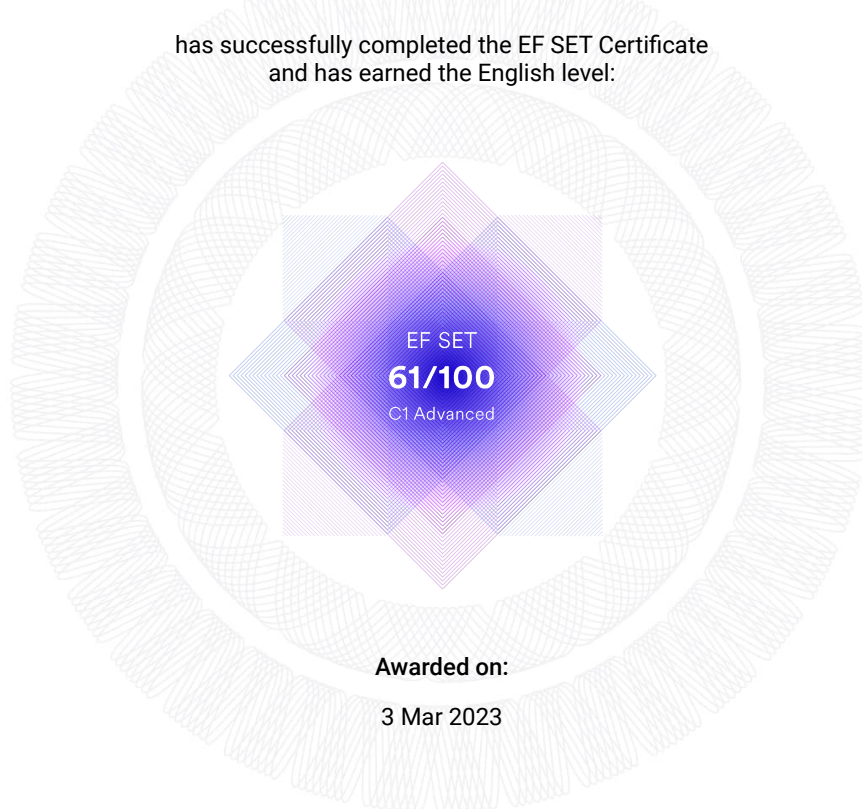 has successfully completed the EF SET Certificate
and has earned the English level:
EF SET
61/100
C1 Advanced
Awarded on:
3 Mar 2023